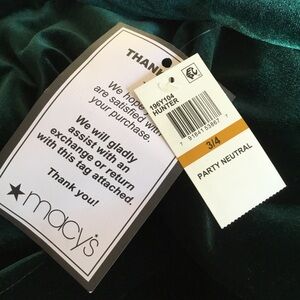 THAN
We hope
are satisfied with
your purchase.
We will gladly
assist with an
exchange or return
with this tag attached.
Thank you!
macy's
196Y104
HUNTER
3/4
PARTY NEUTRAL